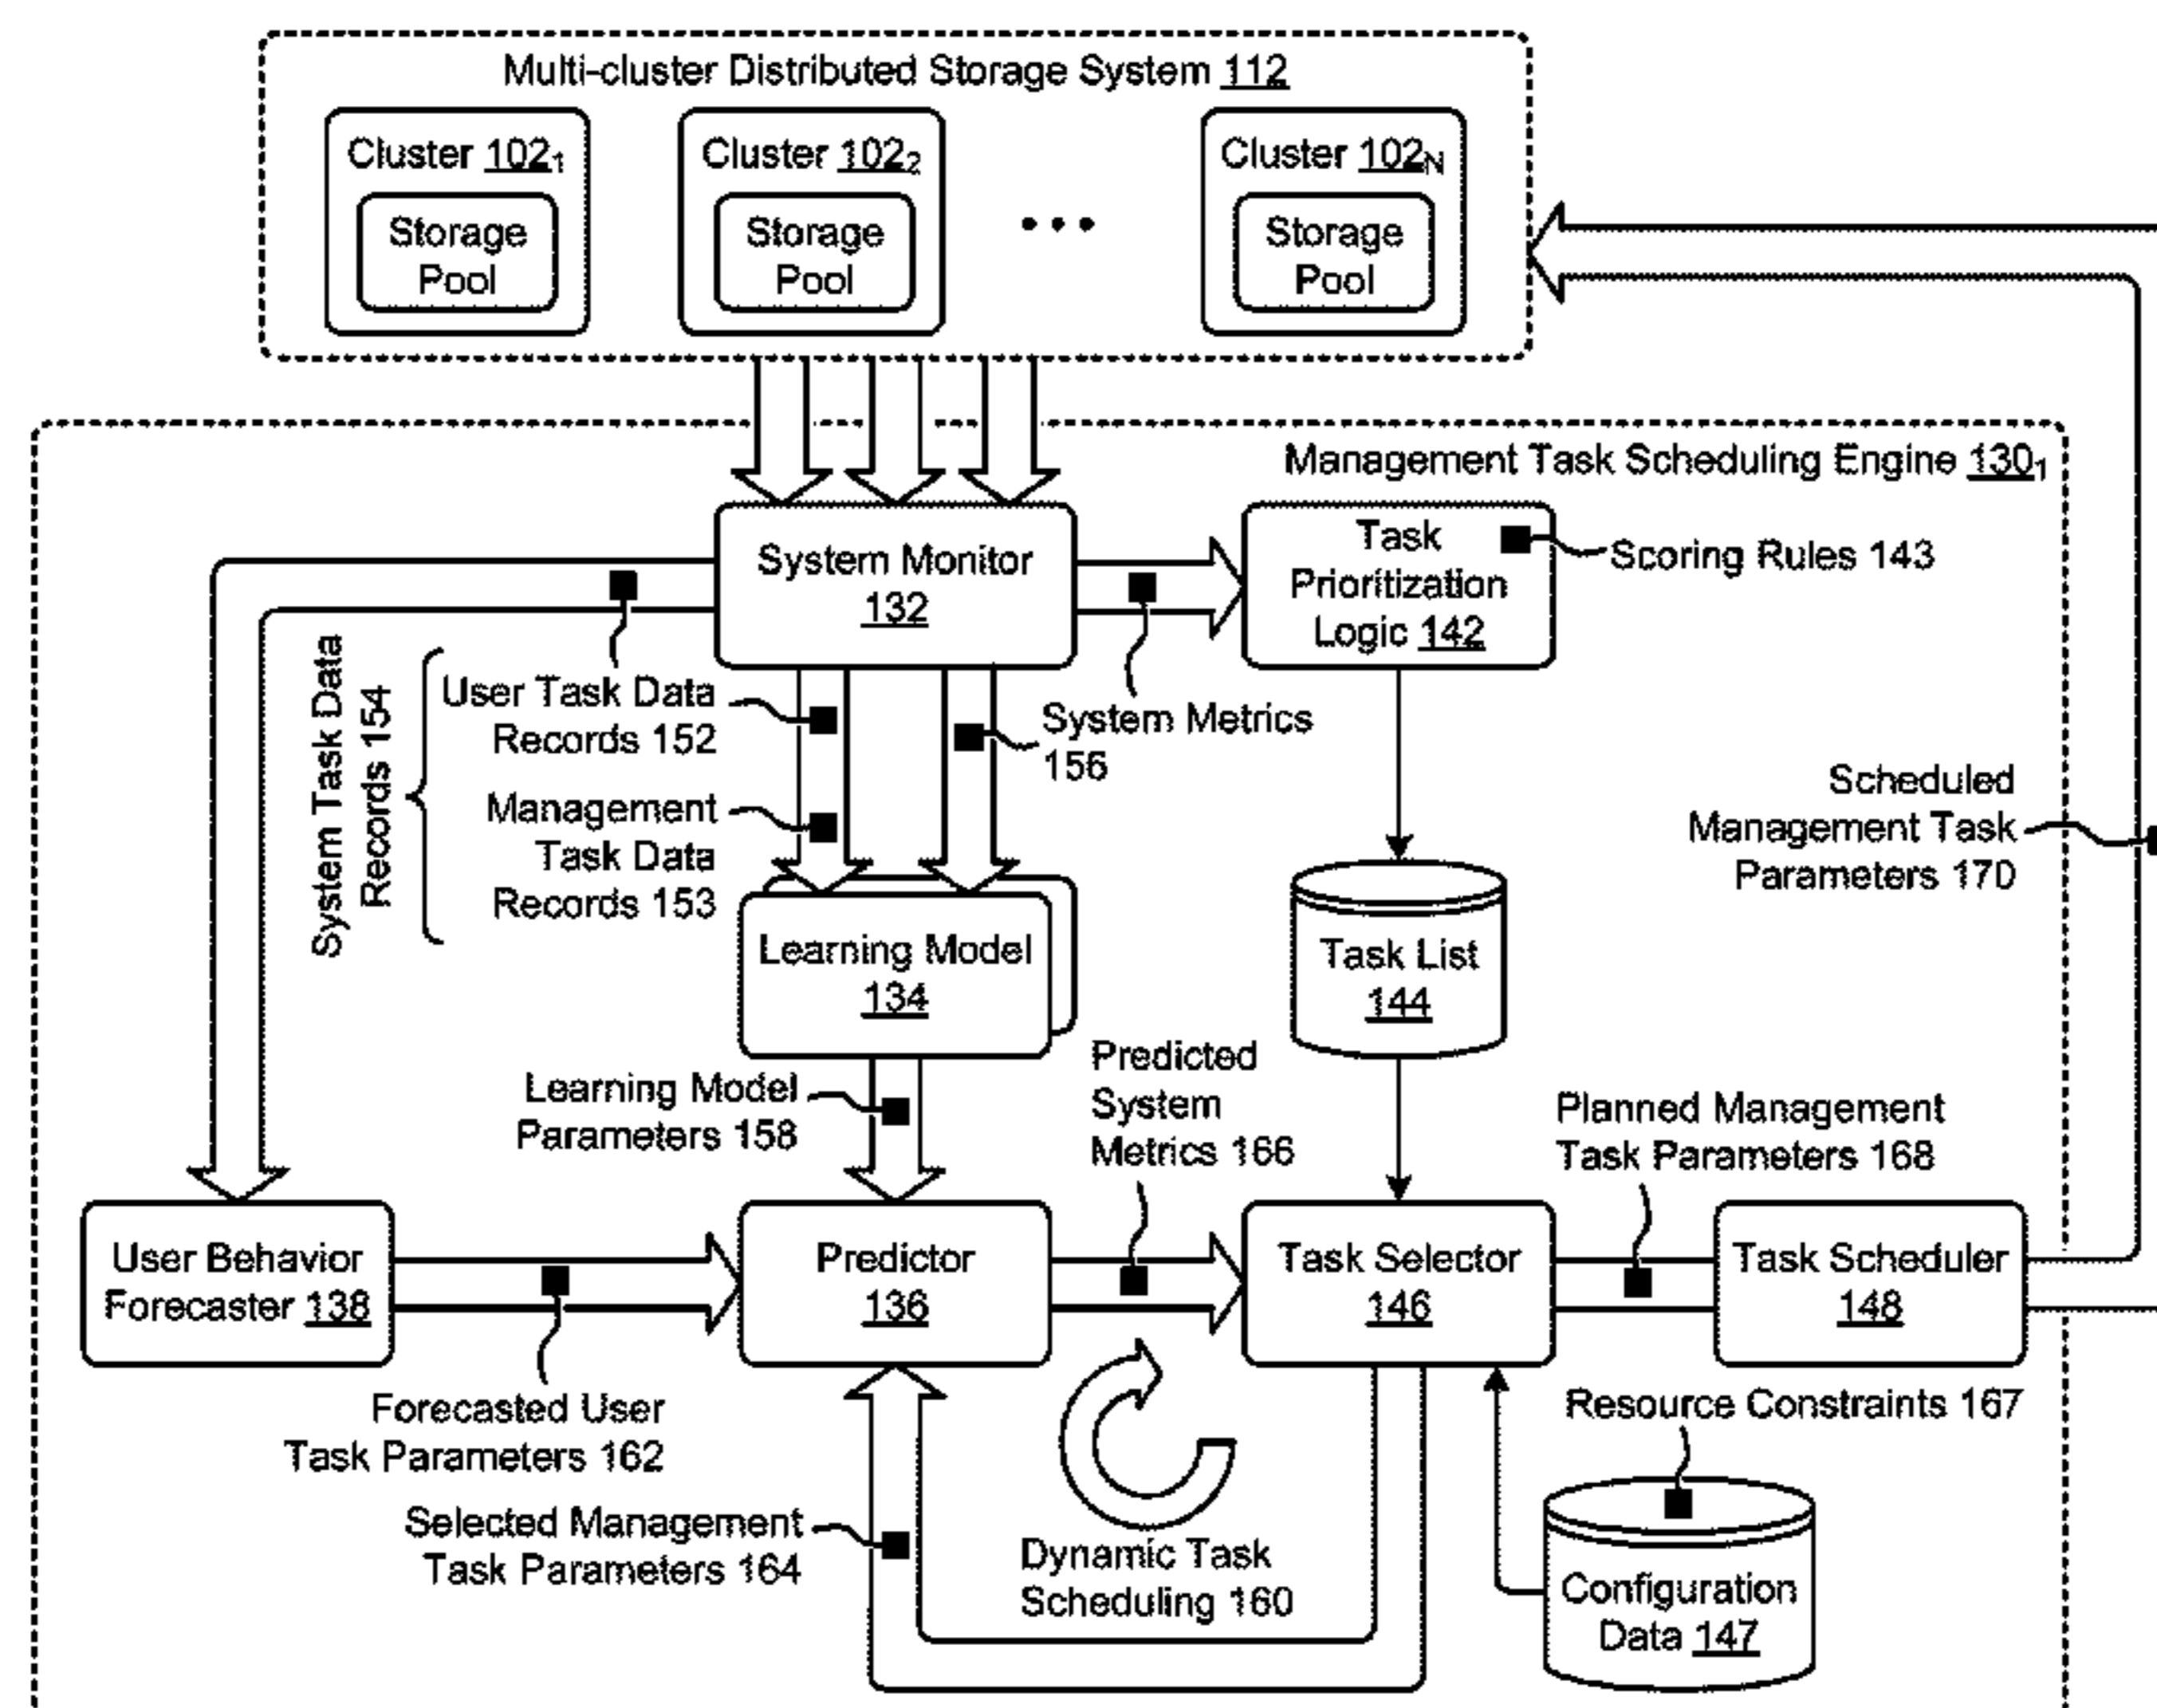 Multi-cluster Distributed Storage System 112
Cluster 102₁
Storage
Pool
Cluster 102₂
Storage
Pool
• • •
Cluster 102N
Storage
Pool
Management Task Scheduling Engine 130₁
System Monitor
132
Task
Prioritization
Logic 142
Scoring Rules 143
System Task Data
Records 154
User Task Data
Records 152
System Metrics
156
Management
Task Data
Records 153
Scheduled
Management Task
Parameters 170
Learning Model
134
Task List
144
Learning Model
Parameters 158
Predicted
System
Metrics 166
Planned Management
Task Parameters 168
User Behavior
Forecaster 138
Predictor
136
Task Selector
146
Task Scheduler
148
Forecasted User
Task Parameters 162
Resource Constraints 167
Selected Management
Task Parameters 164
Dynamic Task
Scheduling 160
Configuration
Data 147